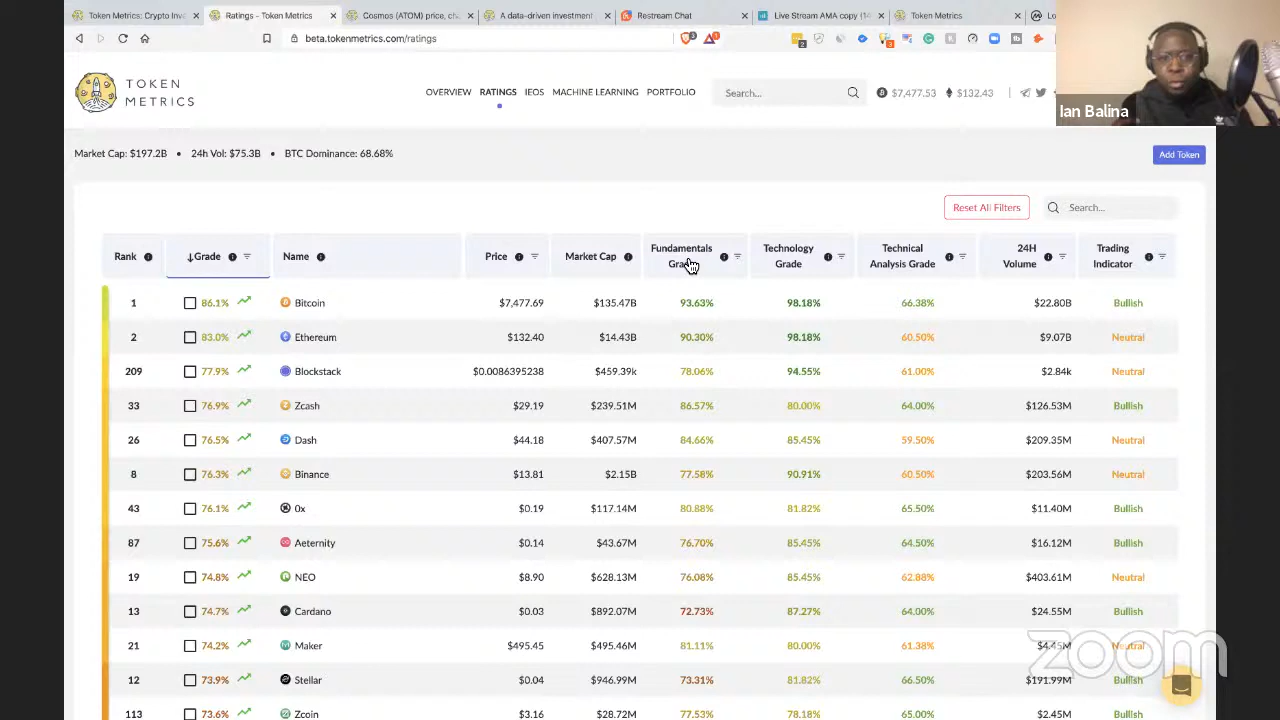 Token Metrics: Crypto Inves
Ratings - Token Metrics
Cosmos (ATOM) price, ch
A data-driven investment
Restream Chat
Live Stream AMA copy (14
Token Metrics
Lo
beta.tokenmetrics.com/ratings
TOKEN METRICS
OVERVIEW RATINGS IEOS MACHINE LEARNING PORTFOLIO
Search...
$7,477.53 $132.43
Ian Balina
Market Cap: $197.2B • 24h Vol: $75.3B • BTC Dominance: 68.68%
Add Token
Reset All Filters
Search...
Rank Grade Name Price Market Cap Fundamentals Grade Technology Grade Technical Analysis Grade 24H Volume Trading Indicator
1 86.1% Bitcoin $7,477.69 $135.47B 93.63% 98.18% 66.38% $22.80B Bullish
2 83.0% Ethereum $132.40 $14.43B 90.30% 98.18% 60.50% $9.07B Neutral
209 77.9% Blockstack $0.0086395238 $459.39k 78.06% 94.55% 61.00% $2.84k Neutral
33 76.9% Zcash $29.19 $239.51M 86.57% 80.00% 64.00% $126.53M Bullish
26 76.5% Dash $44.18 $407.57M 84.66% 85.45% 59.50% $209.35M Neutral
8 76.3% Binance $13.81 $2.15B 77.58% 90.91% 60.50% $203.56M Neutral
43 76.1% 0x $0.19 $117.14M 80.88% 81.82% 65.50% $11.40M Bullish
87 75.6% Aeternity $0.14 $43.67M 76.70% 85.45% 64.50% $16.12M Bullish
19 74.8% NEO $8.90 $628.13M 76.08% 85.45% 62.88% $403.61M Neutral
13 74.7% Cardano $0.03 $892.07M 72.73% 87.27% 64.00% $24.55M Bullish
21 74.2% Maker $495.45 $495.46M 81.11% 80.00% 61.38% $4.45M Neutral
12 73.9% Stellar $0.04 $946.99M 73.31% 81.82% 66.50% $191.99M Bullish
113 73.6% Zcoin $3.16 $28.72M 77.53% 78.18% 65.00% $2.45M Bullish
zoom